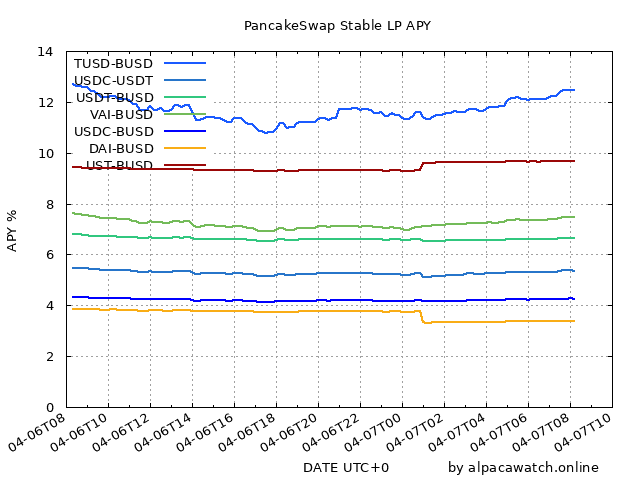 PancakeSwap Stable LP APY
14
12
10
8
6
4
2
0
APY %
TUSD-BUSD
USDC-USDT
USDT-BUSD
VAI-BUSD
USDC-BUSD
DAI-BUSD
UST-BUSD
04-06T08
04-06T10
04-06T12
04-06T14
04-06T16
04-06T18
04-06T20
04-06T22
04-07T00
04-07T02
04-07T04
04-07T06
04-07T08
04-07T10
DATE UTC+0
by alpacawatch.online